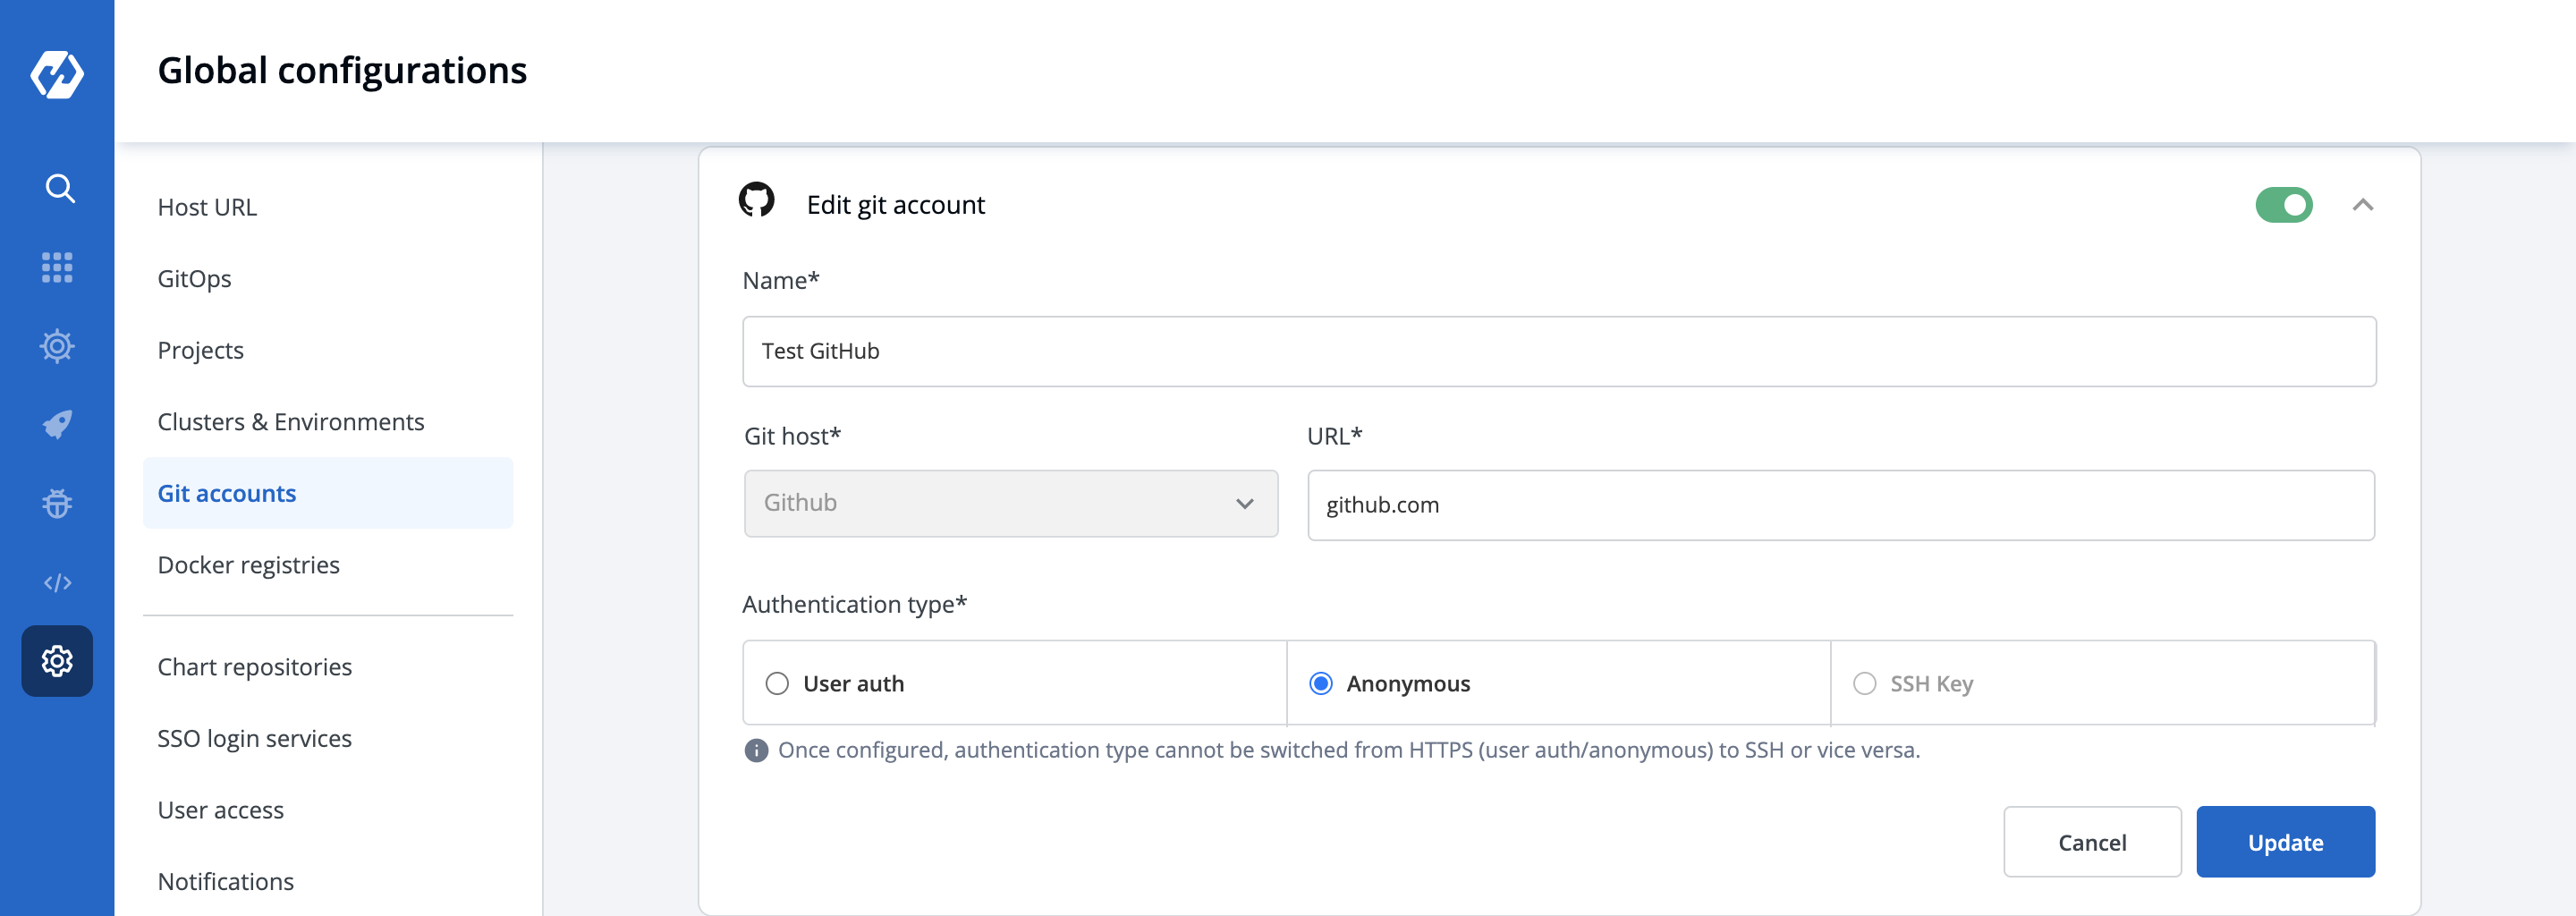 Global configurations
Host URL
GitOps
Projects
Clusters & Environments
Git accounts
Docker registries
Chart repositories
SSO login services
User access
Notifications
Edit git account
Name*
Test GitHub
Git host*
URL*
Github
github.com
Authentication type*
User auth
Anonymous
SSH Key
Once configured, authentication type cannot be switched from HTTPS (user auth/anonymous) to SSH or vice versa.
Cancel
Update